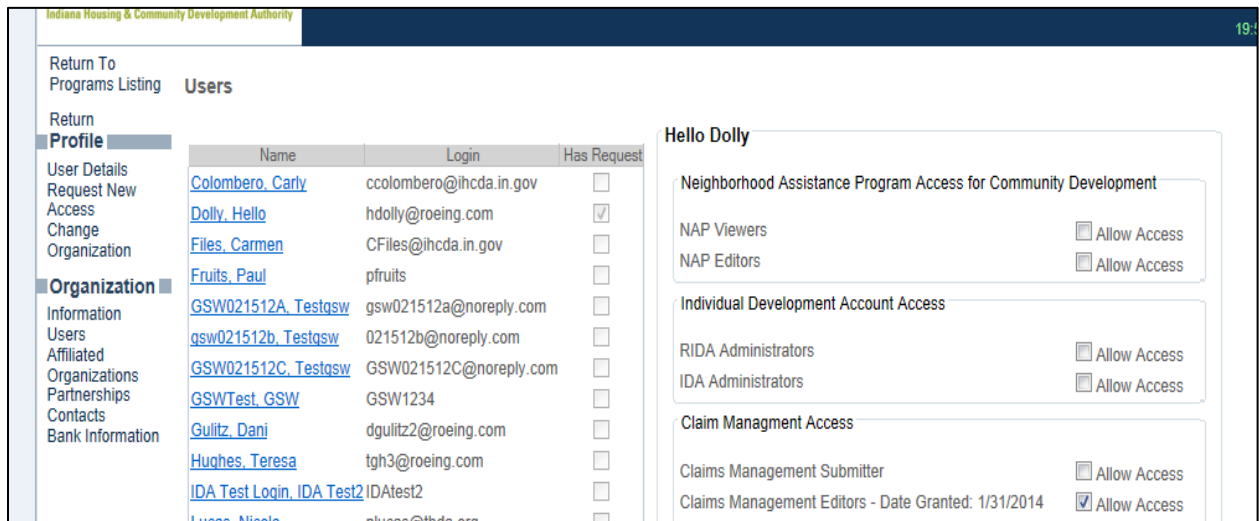 Indiana Housing & Community Development Authority
Return To
Programs Listing
Return
Profile
User Details
Request New
Access
Change
Organization
Organization
Information
Users
Affiliated
Organizations
Partnerships
Contacts
Bank Information
Users
Name Login Has Request
Colombero, Carly ccolombero@ihcda.in.gov
Dolly, Hello hdolly@roeing.com
Files, Carmen CFiles@ihcda.in.gov
Fruits, Paul pfruits
GSW021512A, Testgsw gsw021512a@noreply.com
gsw021512b, Testgsw 021512b@noreply.com
GSW021512C, Testgsw GSW021512C@noreply.com
GSWTest, GSW GSW1234
Gulitz, Dani dgulitz2@roeing.com
Hughes, Teresa tgh3@roeing.com
IDA Test Login, IDA Test2 IDAtest2
Hello Dolly
Neighborhood Assistance Program Access for Community Development
NAP Viewers Allow Access
NAP Editors Allow Access
Individual Development Account Access
RIDA Administrators Allow Access
IDA Administrators Allow Access
Claim Managment Access
Claims Management Submitter Allow Access
Claims Management Editors - Date Granted: 1/31/2014 Allow Access